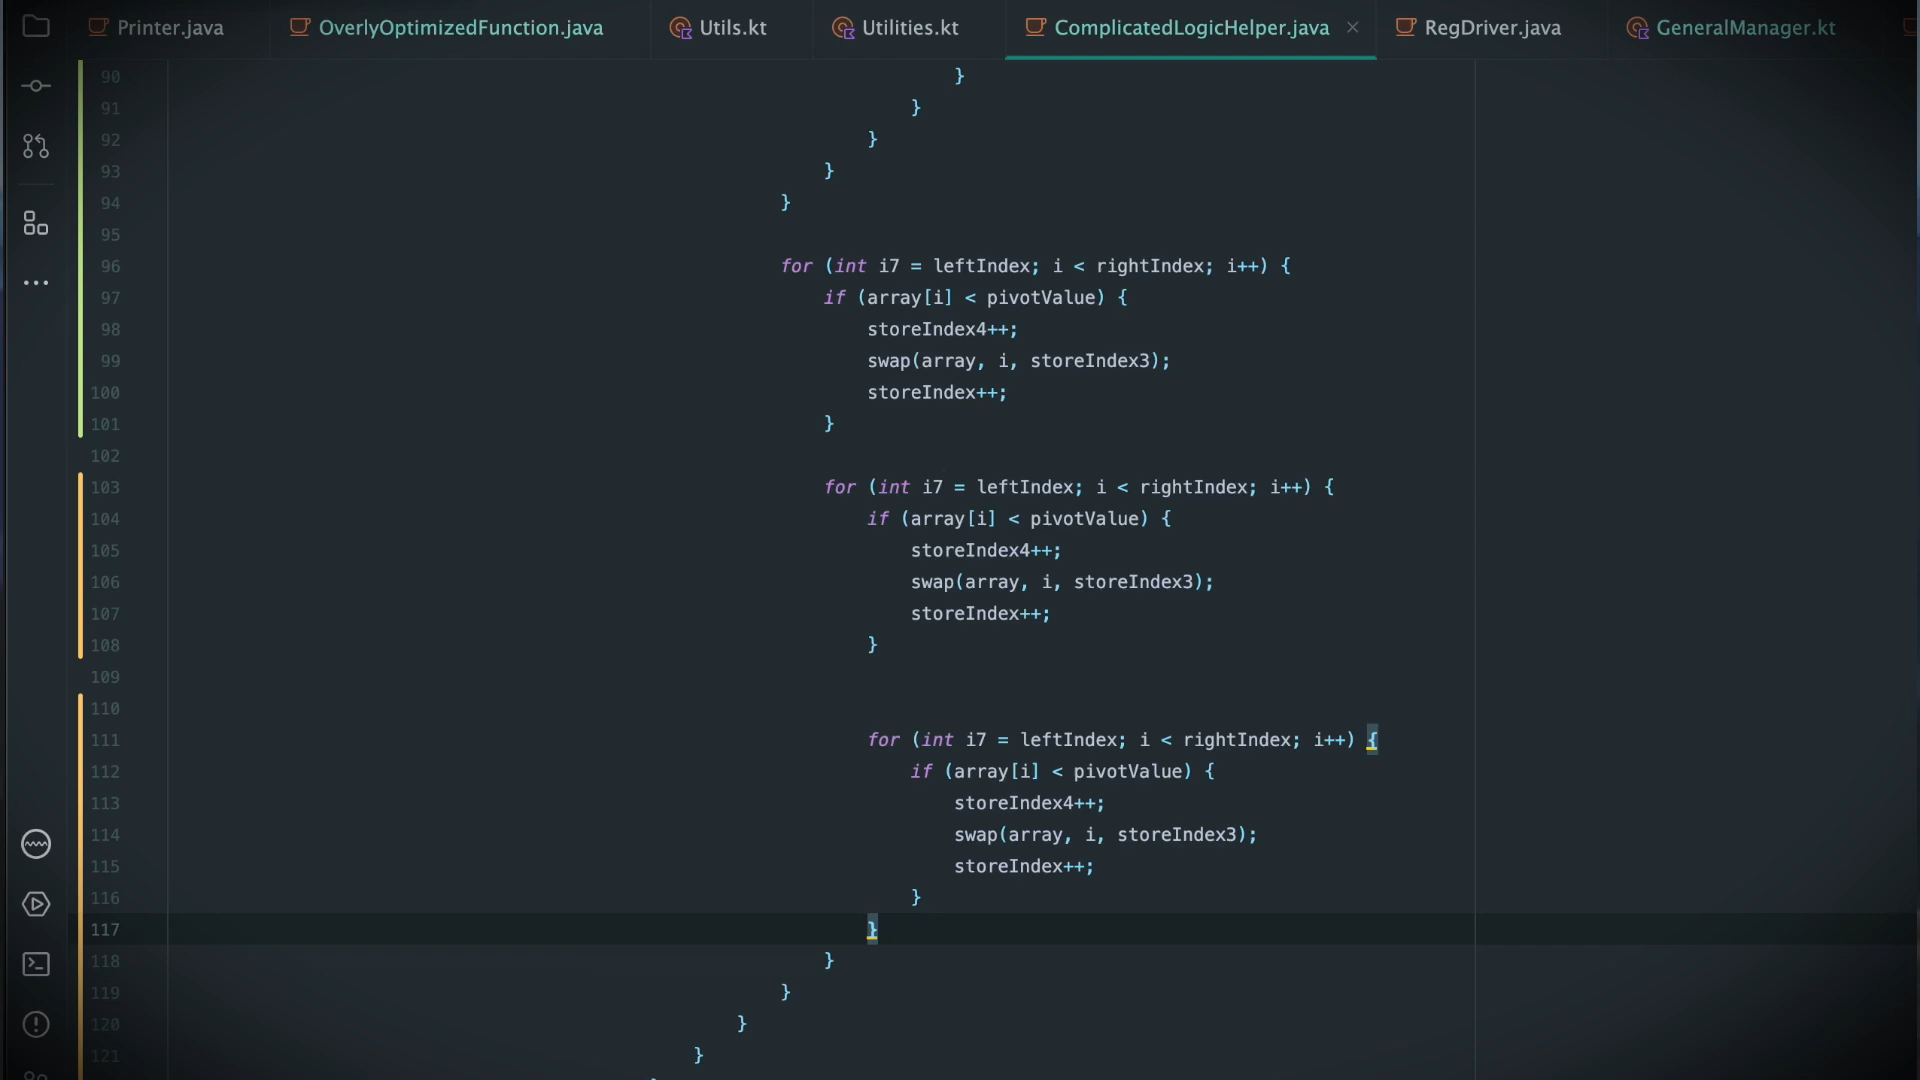 Printer.java OverlyOptimizedFunction.java Utils.kt Utilities.kt ComplicatedLogicHelper.java × RegDriver.java GeneralManager.kt
90 }
91 }
92 }
93 }
94 }
95
96 for (int i7 = leftIndex; i < rightIndex; i++) {
97 if (array[i] < pivotValue) {
98 storeIndex4++;
99 swap(array, i, storeIndex3);
100 storeIndex++;
101 }
102
103 for (int i7 = leftIndex; i < rightIndex; i++) {
104 if (array[i] < pivotValue) {
105 storeIndex4++;
106 swap(array, i, storeIndex3);
107 storeIndex++;
108 }
109
110
111 for (int i7 = leftIndex; i < rightIndex; i++) {
112 if (array[i] < pivotValue) {
113 storeIndex4++;
114 swap(array, i, storeIndex3);
115 storeIndex++;
116 }
117 }
118 }
119 }
120 }
121 }